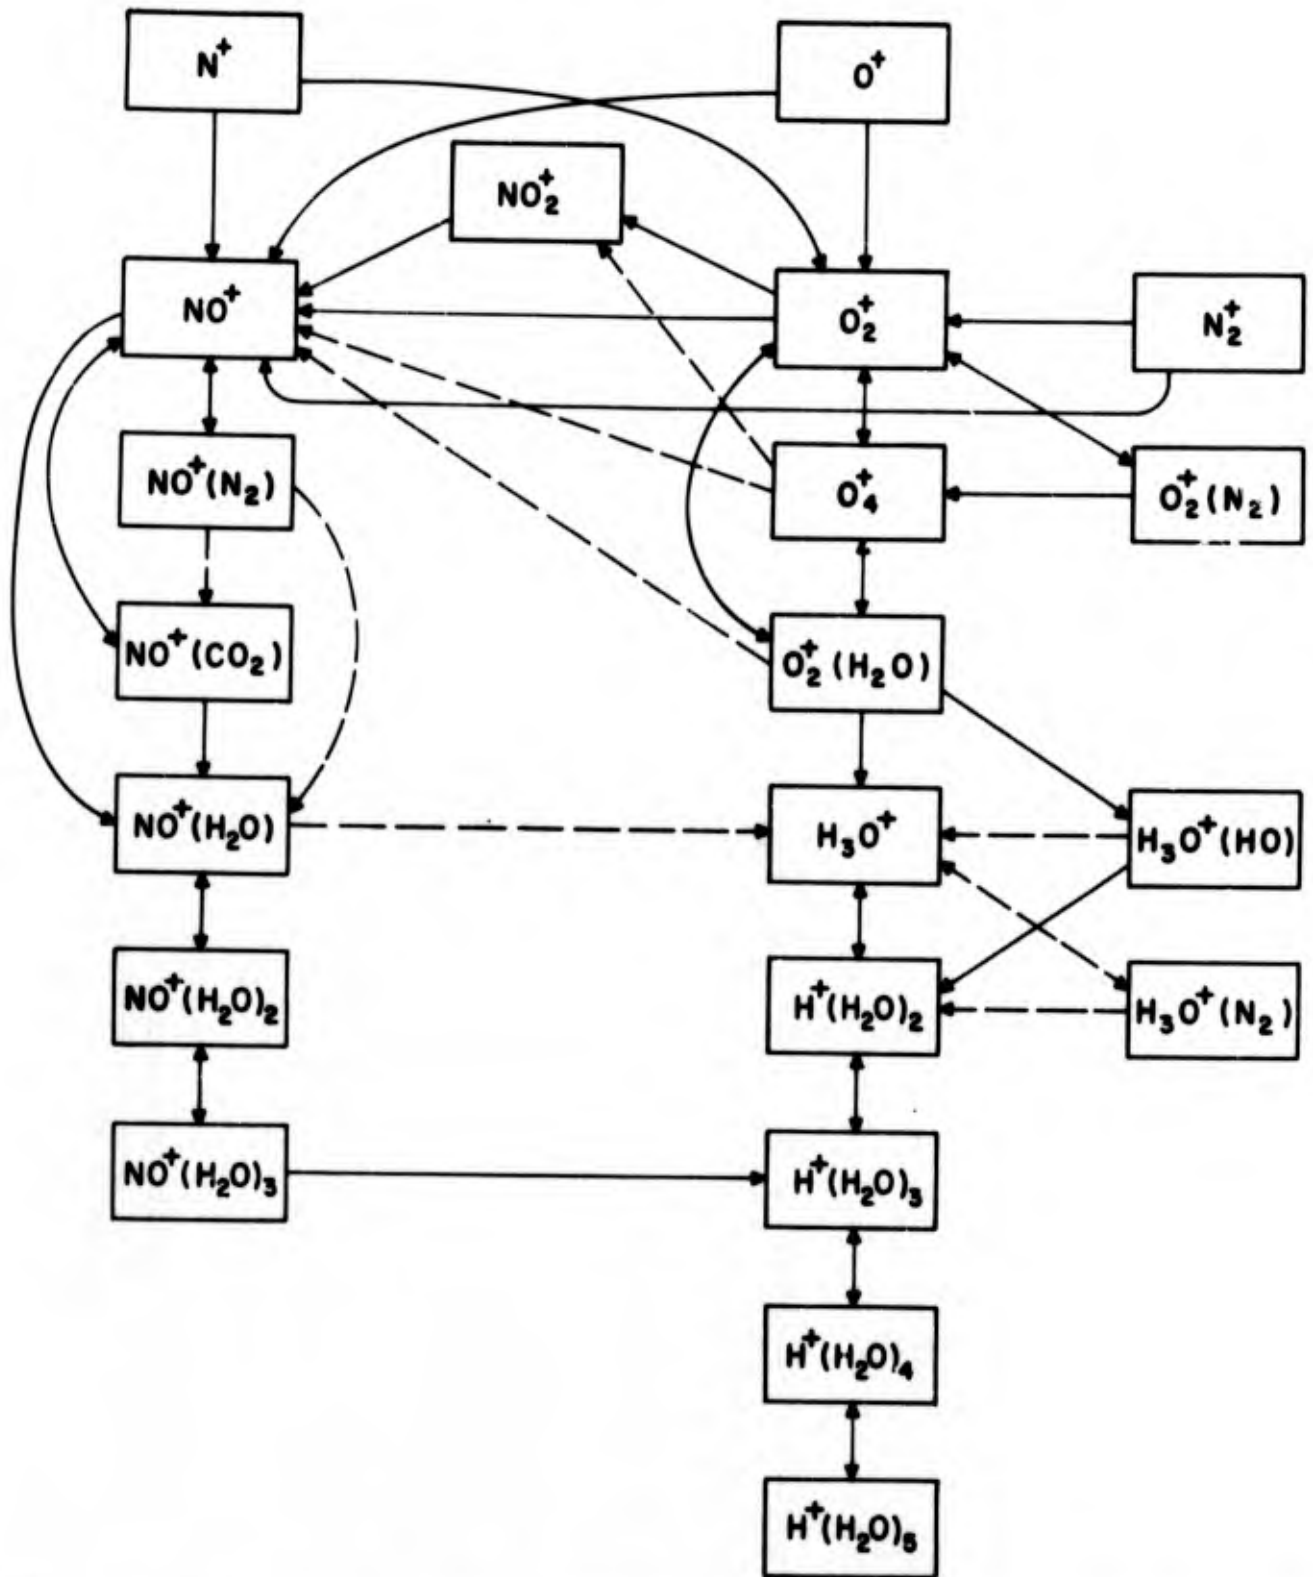 N⁺
O⁺
NO₂⁺
NO⁺
O₂⁺
N₂⁺
NO⁺(N₂)
O₄⁺
O₂⁺(N₂)
NO⁺(CO₂)
O₂⁺(H₂O)
NO⁺(H₂O)
H₃O⁺
H₃O⁺(HO)
NO⁺(H₂O)₂
H⁺(H₂O)₂
H₃O⁺(N₂)
NO⁺(H₂O)₃
H⁺(H₂O)₃
H⁺(H₂O)₄
H⁺(H₂O)₅